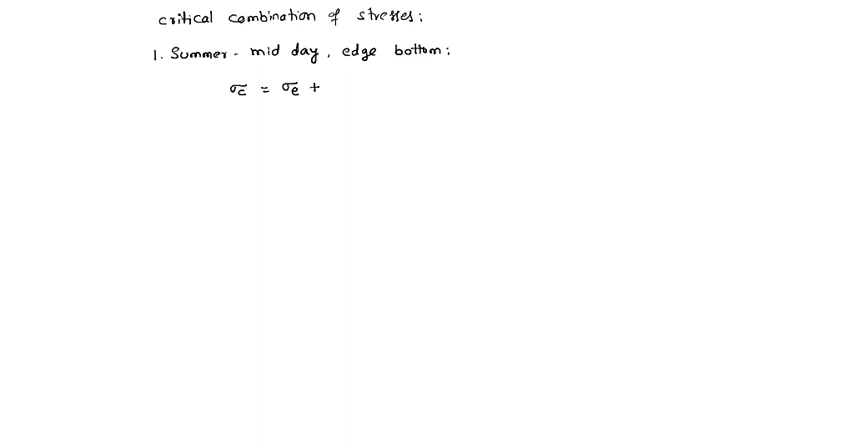 critical combination of stresses:
1. Summer - mid day, edge bottom:
σc = σe +